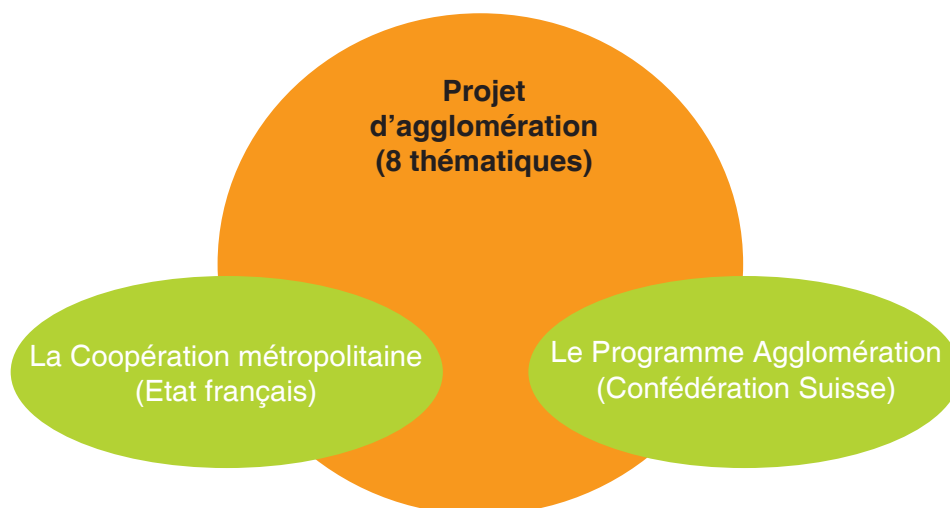 Projet
d'agglomération
(8 thématiques)
La Coopération métropolitaine
(Etat français)
Le Programme Agglomération
(Confédération Suisse)